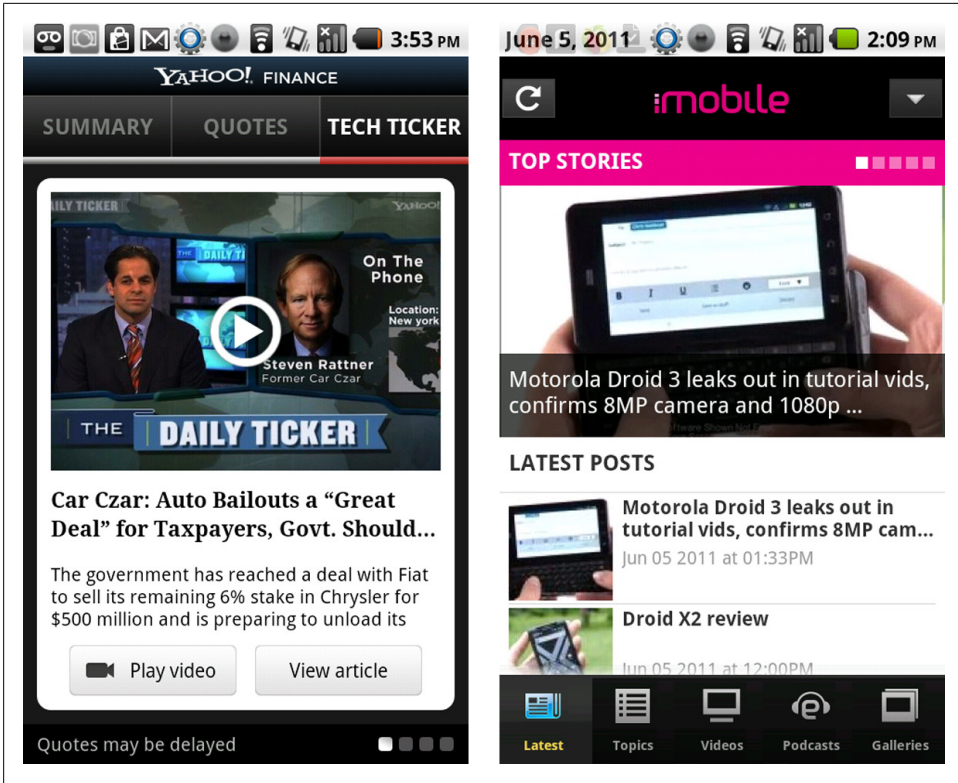 3:53 PM
YAHOO! FINANCE
SUMMARY
QUOTES
TECH TICKER
AILY TICKER
YAHOO!
THE DAILY TI
On The
Phone
Location:
New york
Steven Rattner
Former Car Czar
THE DAILY TICKER
Car Czar: Auto Bailouts a “Great
Deal” for Taxpayers, Govt. Should...
The government has reached a deal with Fiat
to sell its remaining 6% stake in Chrysler for
$500 million and is preparing to unload its
Play video
View article
Quotes may be delayed
June 5, 2011
2:09 PM
imobile
TOP STORIES
B I U
Motorola Droid 3 leaks out in tutorial vids,
confirms 8MP camera and 1080p ...
LATEST POSTS
Motorola Droid 3 leaks out in
tutorial vids, confirms 8MP cam...
Jun 05 2011 at 01:33PM
Droid X2 review
Jun 05 2011 at 12:00PM
Latest
Topics
Videos
Podcasts
Galleries